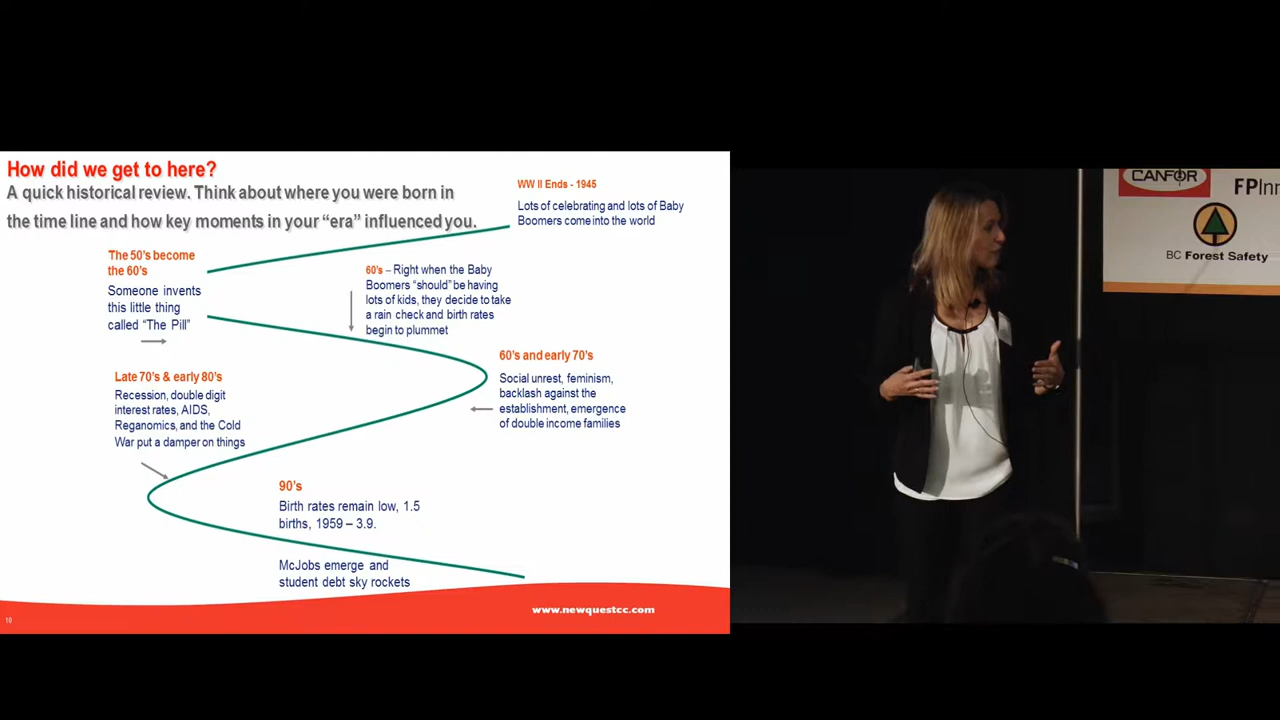 How did we get to here?
A quick historical review. Think about where you were born in
the time line and how key moments in your “era” influenced you.
WW II Ends - 1945
Lots of celebrating and lots of Baby
Boomers come into the world
The 50’s become
the 60’s
Someone invents
this little thing
called “The Pill”
60’s – Right when the Baby
Boomers “should” be having
lots of kids, they decide to take
a rain check and birth rates
begin to plummet
60’s and early 70’s
Social unrest, feminism,
backlash against the
establishment, emergence
of double income families
Late 70’s & early 80’s
Recession, double digit
interest rates, AIDS,
Reganomics, and the Cold
War put a damper on things
90’s
Birth rates remain low, 1.5
births, 1959 – 3.9.
McJobs emerge and
student debt sky rockets
www.newquestcc.com
10
CANFOR
FPInn
BC Forest Safety